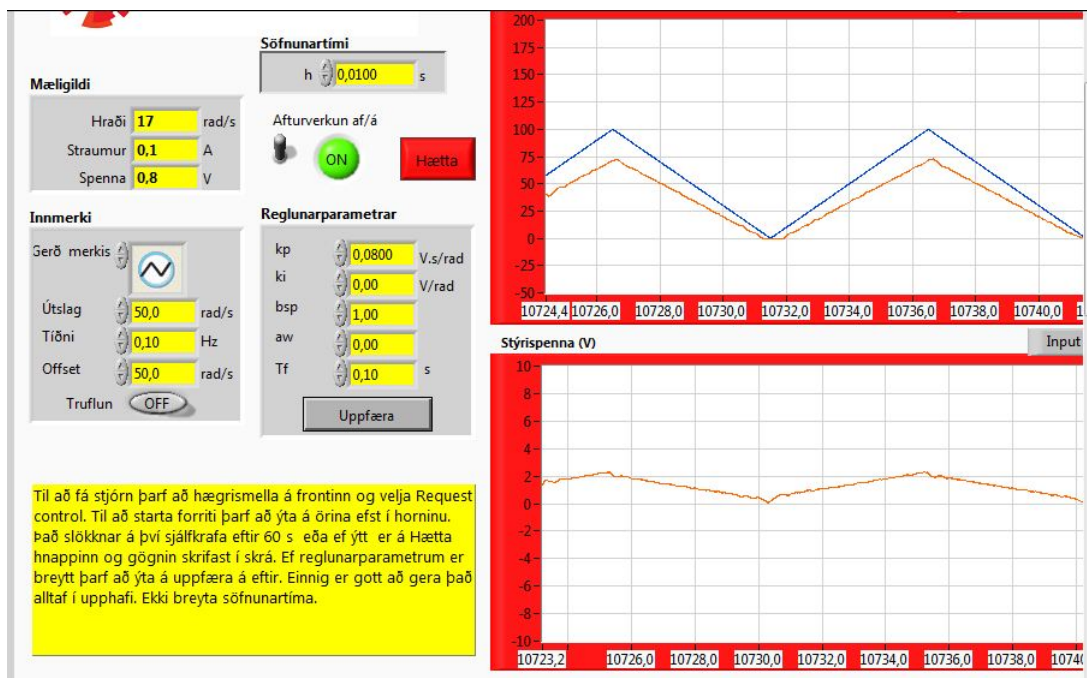 Söfnunartími
h 0,0100 s
Mæligildi
Hraði 17 rad/s
Straumur 0,1 A
Spenna 0,8 V
Afturverkun af/á
ON
Hætta
Innmerki
Gerð merkis
Útslag 50,0 rad/s
Tíðni 0,10 Hz
Offset 50,0 rad/s
Truflun OFF
Reglunarparametrar
kp 0,0800 V.s/rad
ki 0,00 V/rad
bsp 1,00
aw 0,00
Tf 0,10 s
Uppfæra
Til að fá stjórn þarf að hægrismella á frontinn og velja Request
control. Til að starta forriti þarf að ýta á örina efst í horninu.
Það slökknar á því sjálfkrafa eftir 60 s eða ef ýtt er á Hætta
hnappinn og gögnin skrifast í skrá. Ef reglunarparametrum er
breytt þarf að ýta á uppfæra á eftir. Einnig er gott að gera það
alltaf í upphafi. Ekki breyta söfnunartíma.
200
175
150
125
100
75
50
25
0
-25
-50
10724,4 10726,0 10728,0 10730,0 10732,0 10734,0 10736,0 10738,0 10740,0
Stýrispenna (V)
Input
10
8
6
4
2
0
-2
-4
-6
-8
-10
10723,2 10726,0 10728,0 10730,0 10732,0 10734,0 10736,0 10738,0